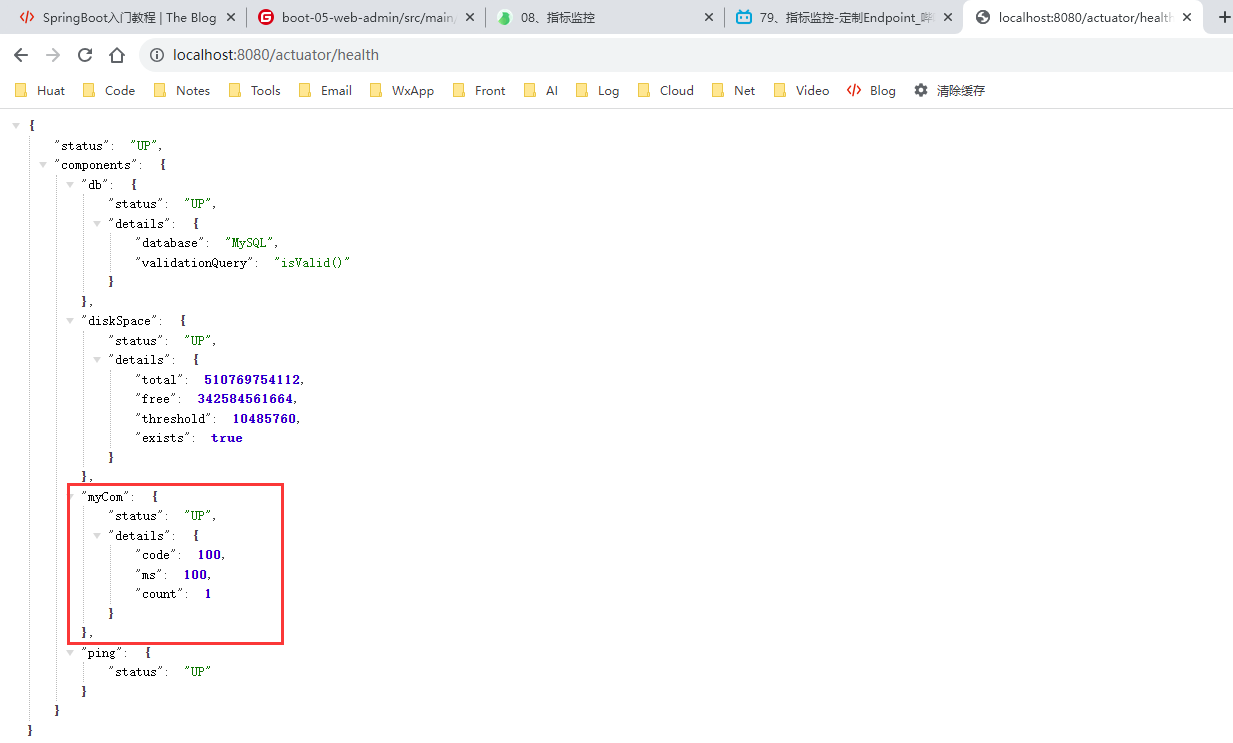 SpringBoot入门教程 | The Blog
boot-05-web-admin/src/main/
08、指标监控
79、指标监控-定制Endpoint_哔
localhost:8080/actuator/health
localhost:8080/actuator/health
Huat Code Notes Tools Email WxApp Front AI Log Cloud Net Video Blog 清除缓存
{
"status": "UP",
"components": {
"db": {
"status": "UP",
"details": {
"database": "MySQL",
"validationQuery": "isValid()"
}
},
"diskSpace": {
"status": "UP",
"details": {
"total": 510769754112,
"free": 342584561664,
"threshold": 10485760,
"exists": true
}
},
"myCom": {
"status": "UP",
"details": {
"code": 100,
"ms": 100,
"count": 1
}
},
"ping": {
"status": "UP"
}
}
}